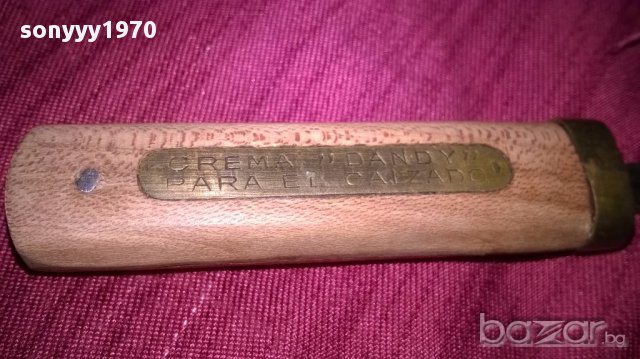 sonyyy1970
CREMA "DANDY"
PARA EL CALZADO
bazar.bg